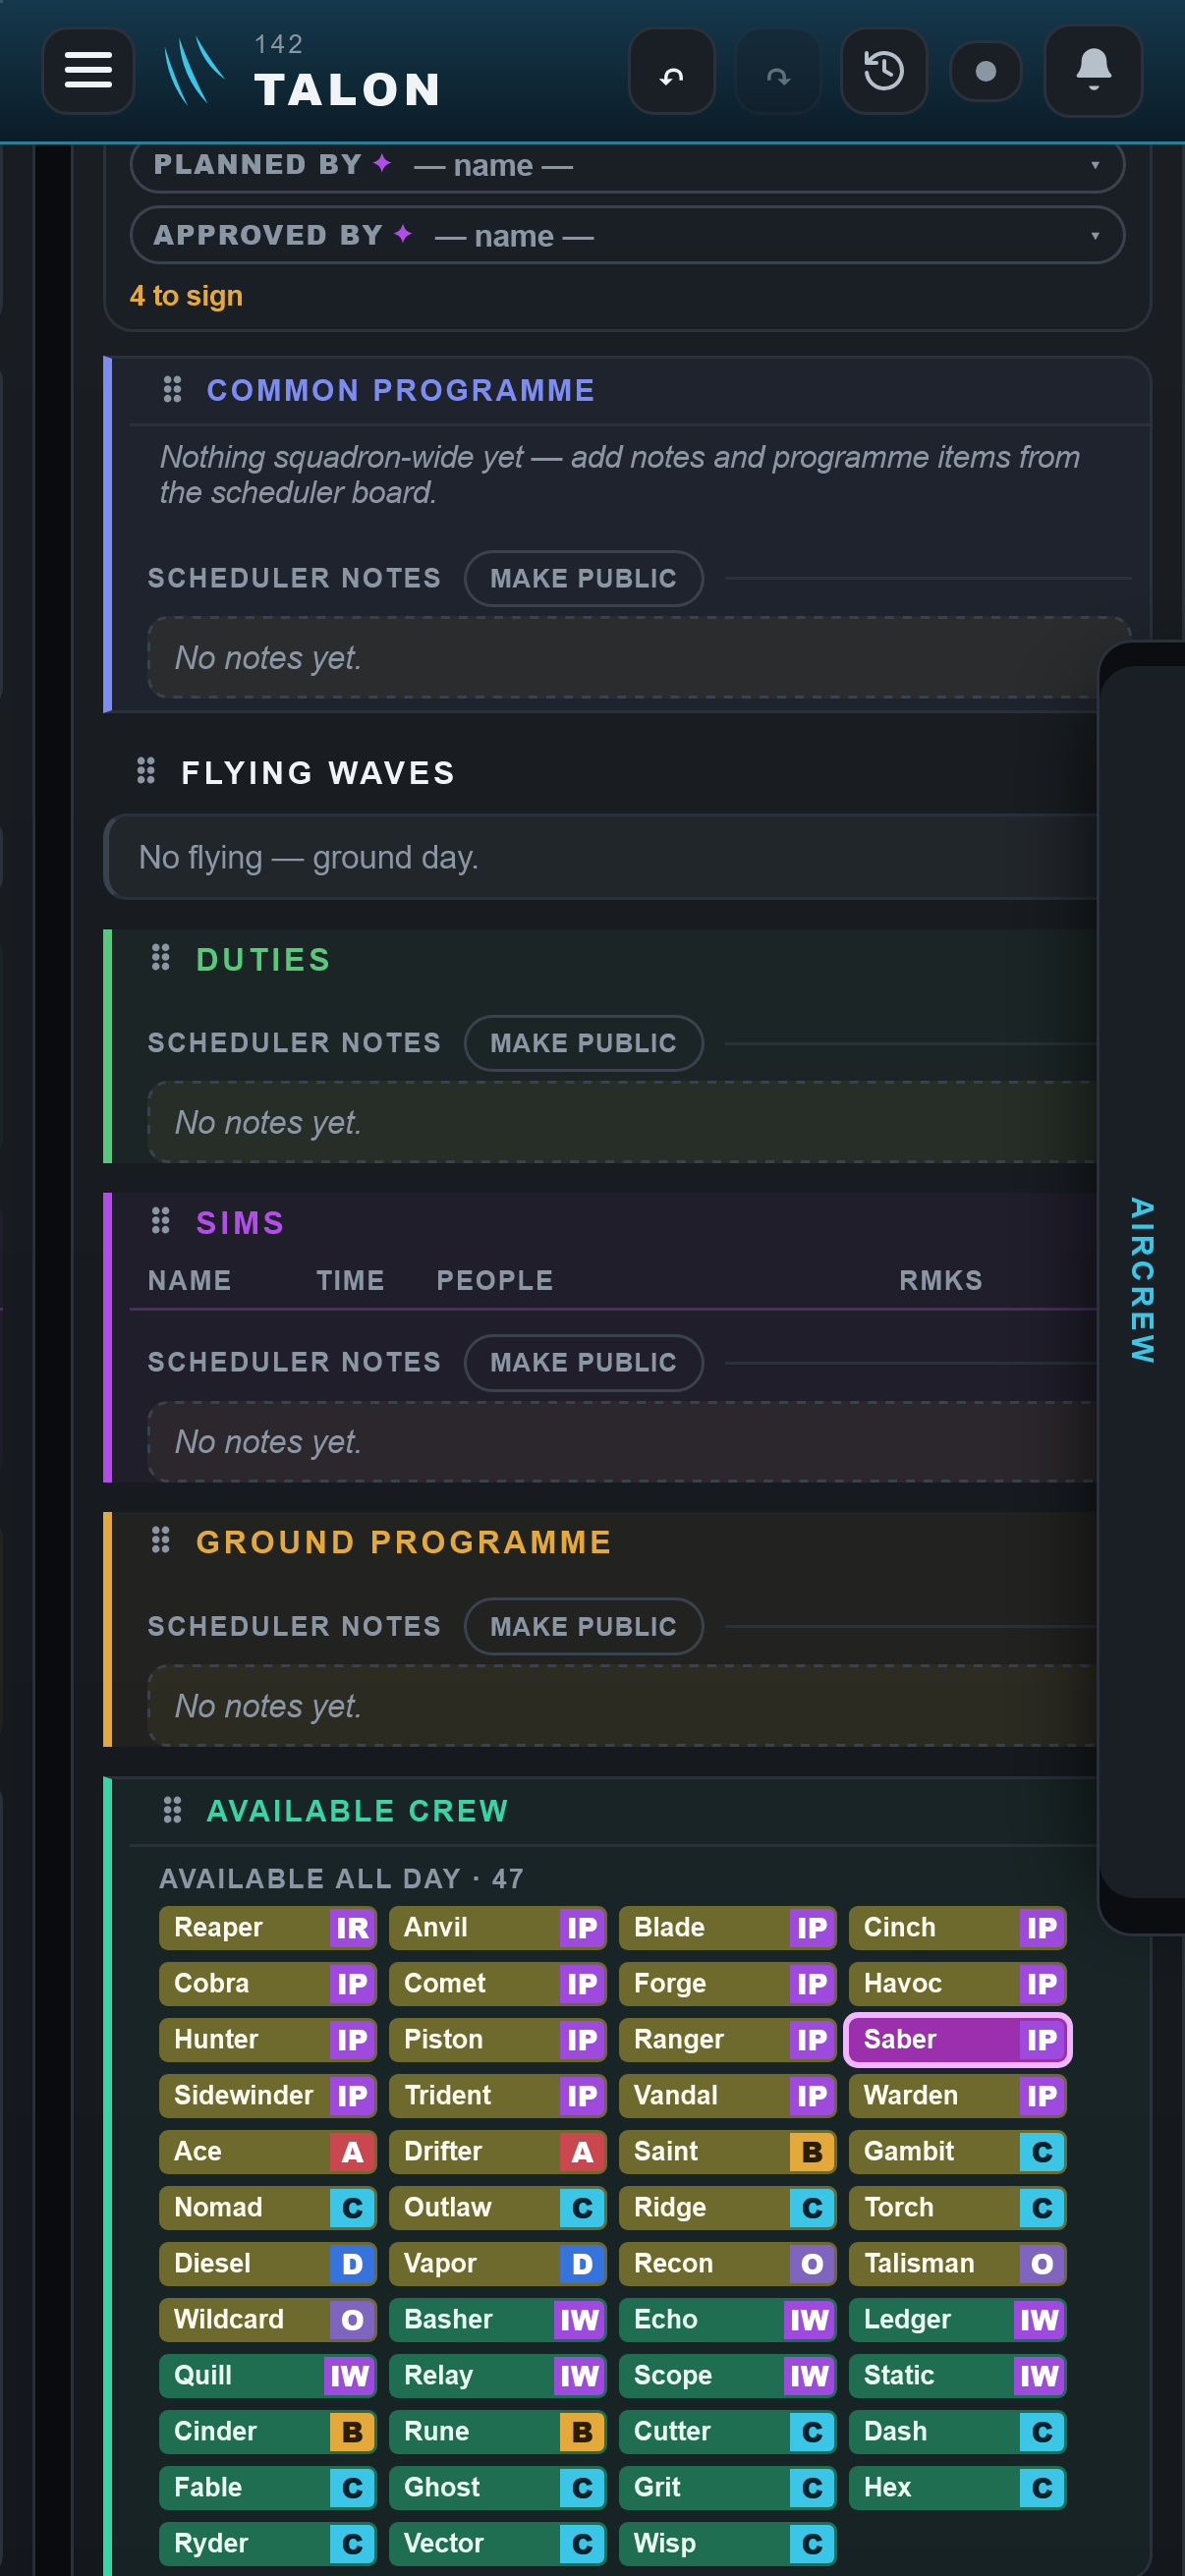 142
TALON
PLANNED BY ✦ — name —
APPROVED BY ✦ — name —
4 to sign
COMMON PROGRAMME
Nothing squadron-wide yet — add notes and programme items from
the scheduler board.
SCHEDULER NOTES MAKE PUBLIC
No notes yet.
FLYING WAVES
No flying — ground day.
DUTIES
SCHEDULER NOTES MAKE PUBLIC
No notes yet.
SIMS
NAME TIME PEOPLE RMKS
SCHEDULER NOTES MAKE PUBLIC
No notes yet.
GROUND PROGRAMME
SCHEDULER NOTES MAKE PUBLIC
No notes yet.
AIRCREW
AVAILABLE CREW
AVAILABLE ALL DAY · 47
Reaper IR Anvil IP Blade IP Cinch IP
Cobra IP Comet IP Forge IP Havoc IP
Hunter IP Piston IP Ranger IP Saber IP
Sidewinder IP Trident IP Vandal IP Warden IP
Ace A Drifter A Saint B Gambit C
Nomad C Outlaw C Ridge C Torch C
Diesel D Vapor D Recon O Talisman O
Wildcard O Basher IW Echo IW Ledger IW
Quill IW Relay IW Scope IW Static IW
Cinder B Rune B Cutter C Dash C
Fable C Ghost C Grit C Hex C
Ryder C Vector C Wisp C